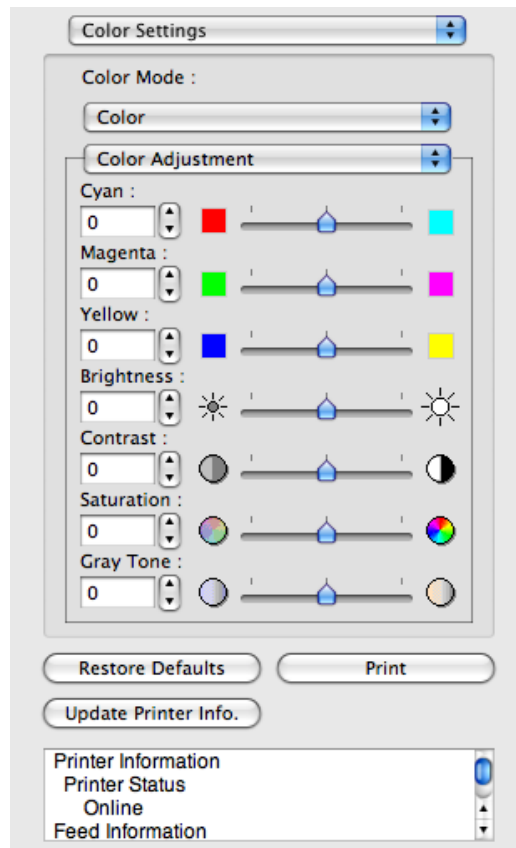 Color Settings
Color Mode :
Color
Color Adjustment
Cyan :
0
Magenta :
0
Yellow :
0
Brightness :
0
Contrast :
0
Saturation :
0
Gray Tone :
0
Restore Defaults
Print
Update Printer Info.
Printer Information
Printer Status
Online
Feed Information